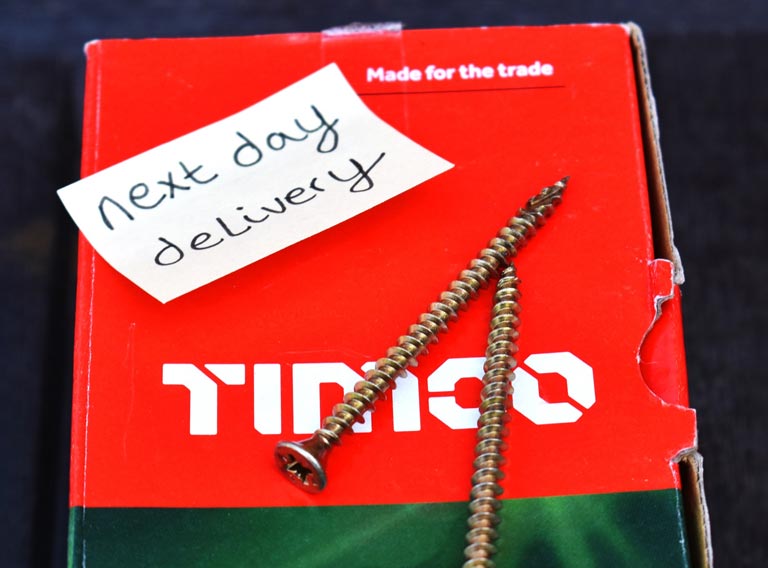 Made for the trade
next day
delivery
TIMCO